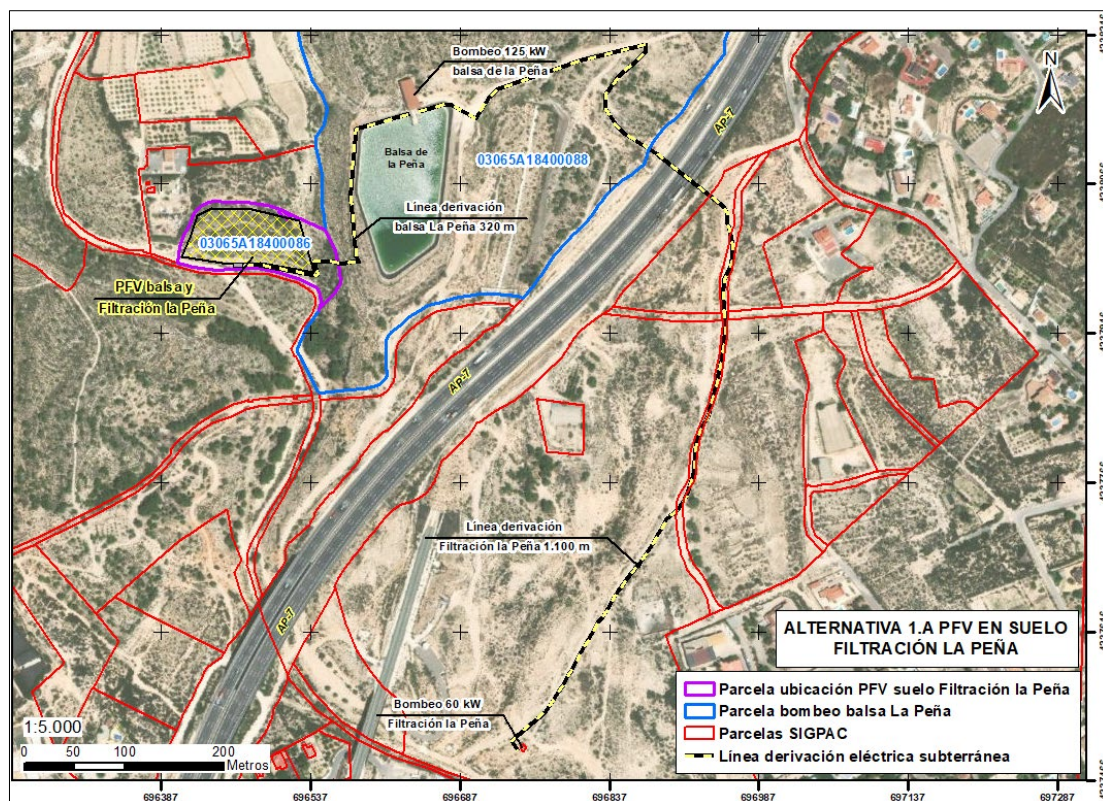 Bombeo 125 kW
balsa de la Peña
N
AP-7
Balsa de
la Peña
03065A18400088
Línea derivación
balsa La Peña 320 m
03065A18400086
PFV balsa y
Filtración la Peña
AP-7
Línea derivación
Filtración la Peña 1.100 m
AP-7
Bombeo 60 kW
Filtración la Peña
ALTERNATIVA 1.A PFV EN SUELO
FILTRACIÓN LA PEÑA
Parcela ubicación PFV suelo Filtración la Peña
Parcela bombeo balsa La Peña
Parcelas SIGPAC
Línea derivación eléctrica subterránea
1:5.000
0 50 100 200
Metros
696387 696537 696687 696837 696987 697137 697287